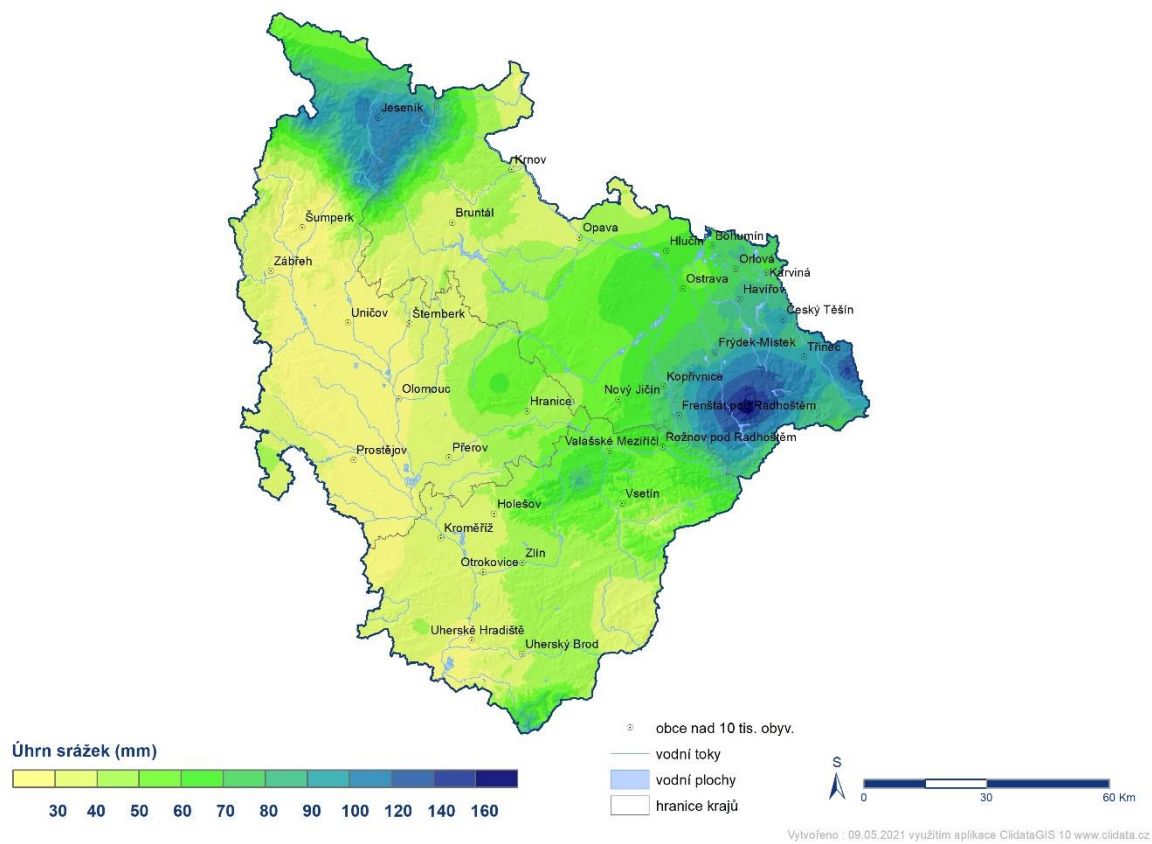 Jeseník
Krnov
Šumperk
Bruntál
Opava
Hlučín
Bohumín
Zábřeh
Orlová
Karviná
Ostrava
Havířov
Uničov
Šternberk
Český Těšín
Frýdek-Místek
Třinec
Olomouc
Nový Jičín
Kopřivnice
Hranice
Frenštát pod Radhoštěm
Valašské Meziříčí
Rožnov pod Radhoštěm
Prostějov
Přerov
Vsetín
Holešov
Kroměříž
Zlín
Otrokovice
Uherské Hradiště
Uherský Brod
Úhrn srážek (mm)
30 40 50 60 70 80 90 100 120 140 160
obce nad 10 tis. obyv.
vodní toky
vodní plochy
hranice krajů
S
0 30 60 Km
Vytvořeno : 09.05.2021 využitím aplikace ClidataGIS 10 www.clidata.cz